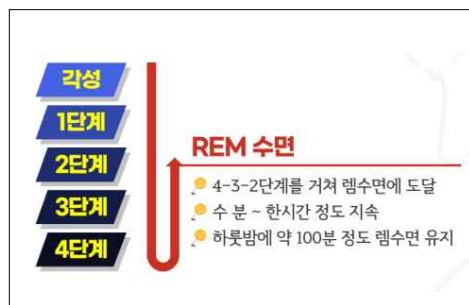 각성
1단계
2단계
3단계
4단계
REM 수면
4-3-2단계를 거쳐 렘수면에 도달
수 분 ~ 한시간 정도 지속
하룻밤에 약 100분 정도 렘수면 유지